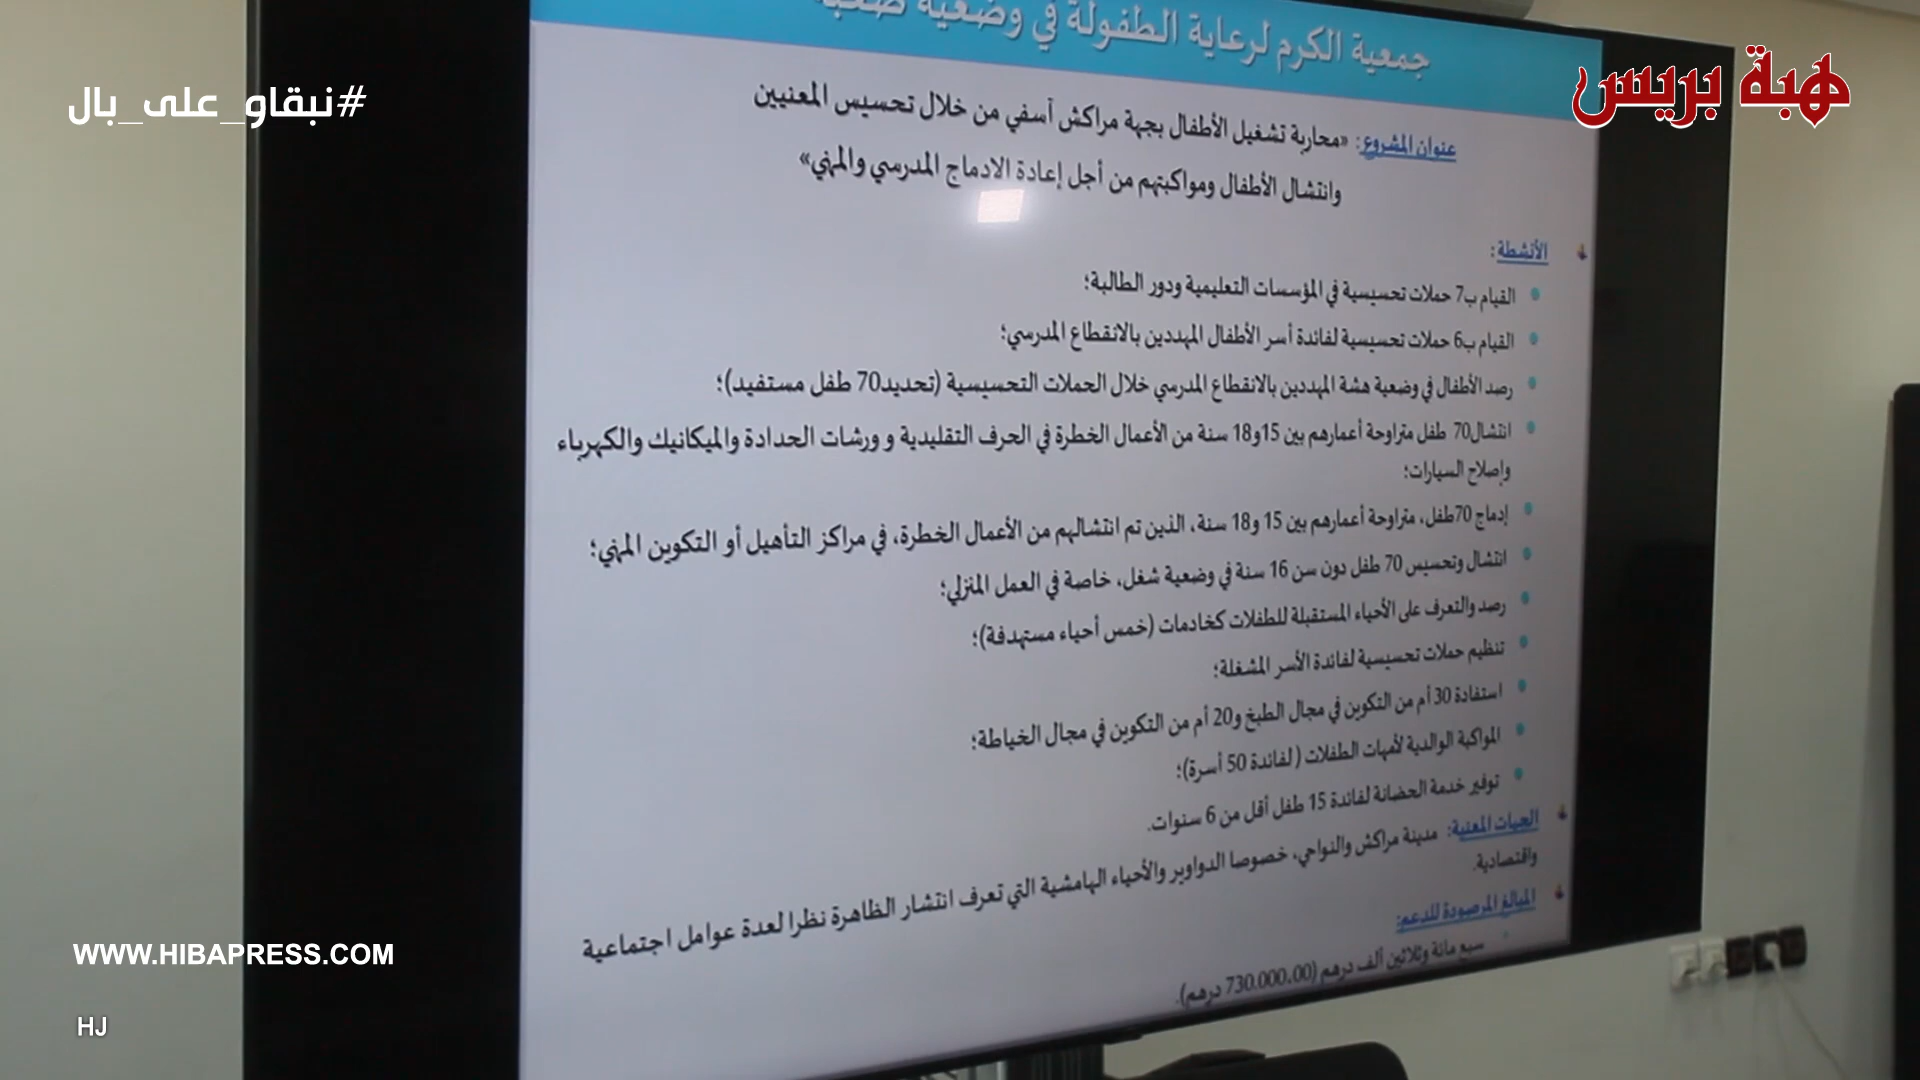 #نبقاو_على_بال
هبة بريس
جمعية الكرم لرعاية الطفولة في وضعية صعبة
عنوان المشروع: «محاربة تشغيل الأطفال بجهة مراكش آسفي من خلال تحسيس المعنيين
وانتشال الأطفال ومواكبتهم من أجل إعادة الادماج المدرسي والمهني»
الأنشطة:
القيام ب7 حملات تحسيسية في المؤسسات التعليمية ودور الطالبة؛
القيام ب6 حملات تحسيسية لفائدة أسر الأطفال المهددين بالانقطاع المدرسي؛
رصد الأطفال في وضعية هشة المهددين بالانقطاع المدرسي خلال الحملات التحسيسية (تحديد70 طفل مستفيد)؛
انتشال70 طفل متراوحة أعمارهم بين 15و18 سنة من الأعمال الخطرة في الحرف التقليدية و ورشات الحدادة والميكانيك والكهرباء
وإصلاح السيارات؛
إدماج 70طفل، متراوحة أعمارهم بين 15 و18 سنة، الذين تم انتشالهم من الأعمال الخطرة، في مراكز التأهيل أو التكوين المهني؛
انتشال وتحسيس 70 طفل دون سن 16 سنة في وضعية شغل، خاصة في العمل المنزلي؛
رصد والتعرف على الأحياء المستقبلة للطفلات كخادمات (خمس أحياء مستهدفة)؛
تنظيم حملات تحسيسية لفائدة الأسر المشغلة؛
استفادة 30 أم من التكوين في مجال الطبخ و20 أم من التكوين في مجال الخياطة؛
المواكبة الوالدية لأمهات الطفلات ( لفائدة 50 أسرة)؛
توفير خدمة الحضانة لفائدة 15 طفل أقل من 6 سنوات.
الجهات المعنية: مدينة مراكش والنواحي، خصوصا الدواوير والأحياء الهامشية التي تعرف انتشار الظاهرة نظرا لعدة عوامل اجتماعية
واقتصادية.
المبالغ المرصودة للدعم:
سبع مائة وثلاثين ألف درهم (730.000،00 درهم).
WWW.HIBAPRESS.COM
HJ